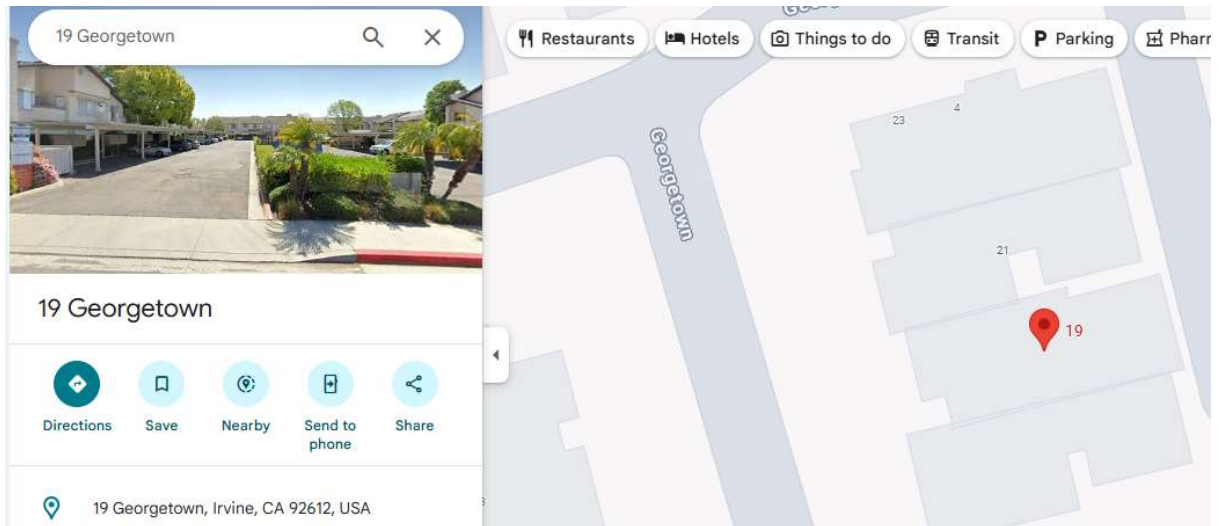 19 Georgetown
Restaurants
Hotels
Things to do
Transit
P Parking
19 Georgetown
Directions
Save
Nearby
Send to
phone
Share
19 Georgetown, Irvine, CA 92612, USA
Georgetown
23
4
21
19